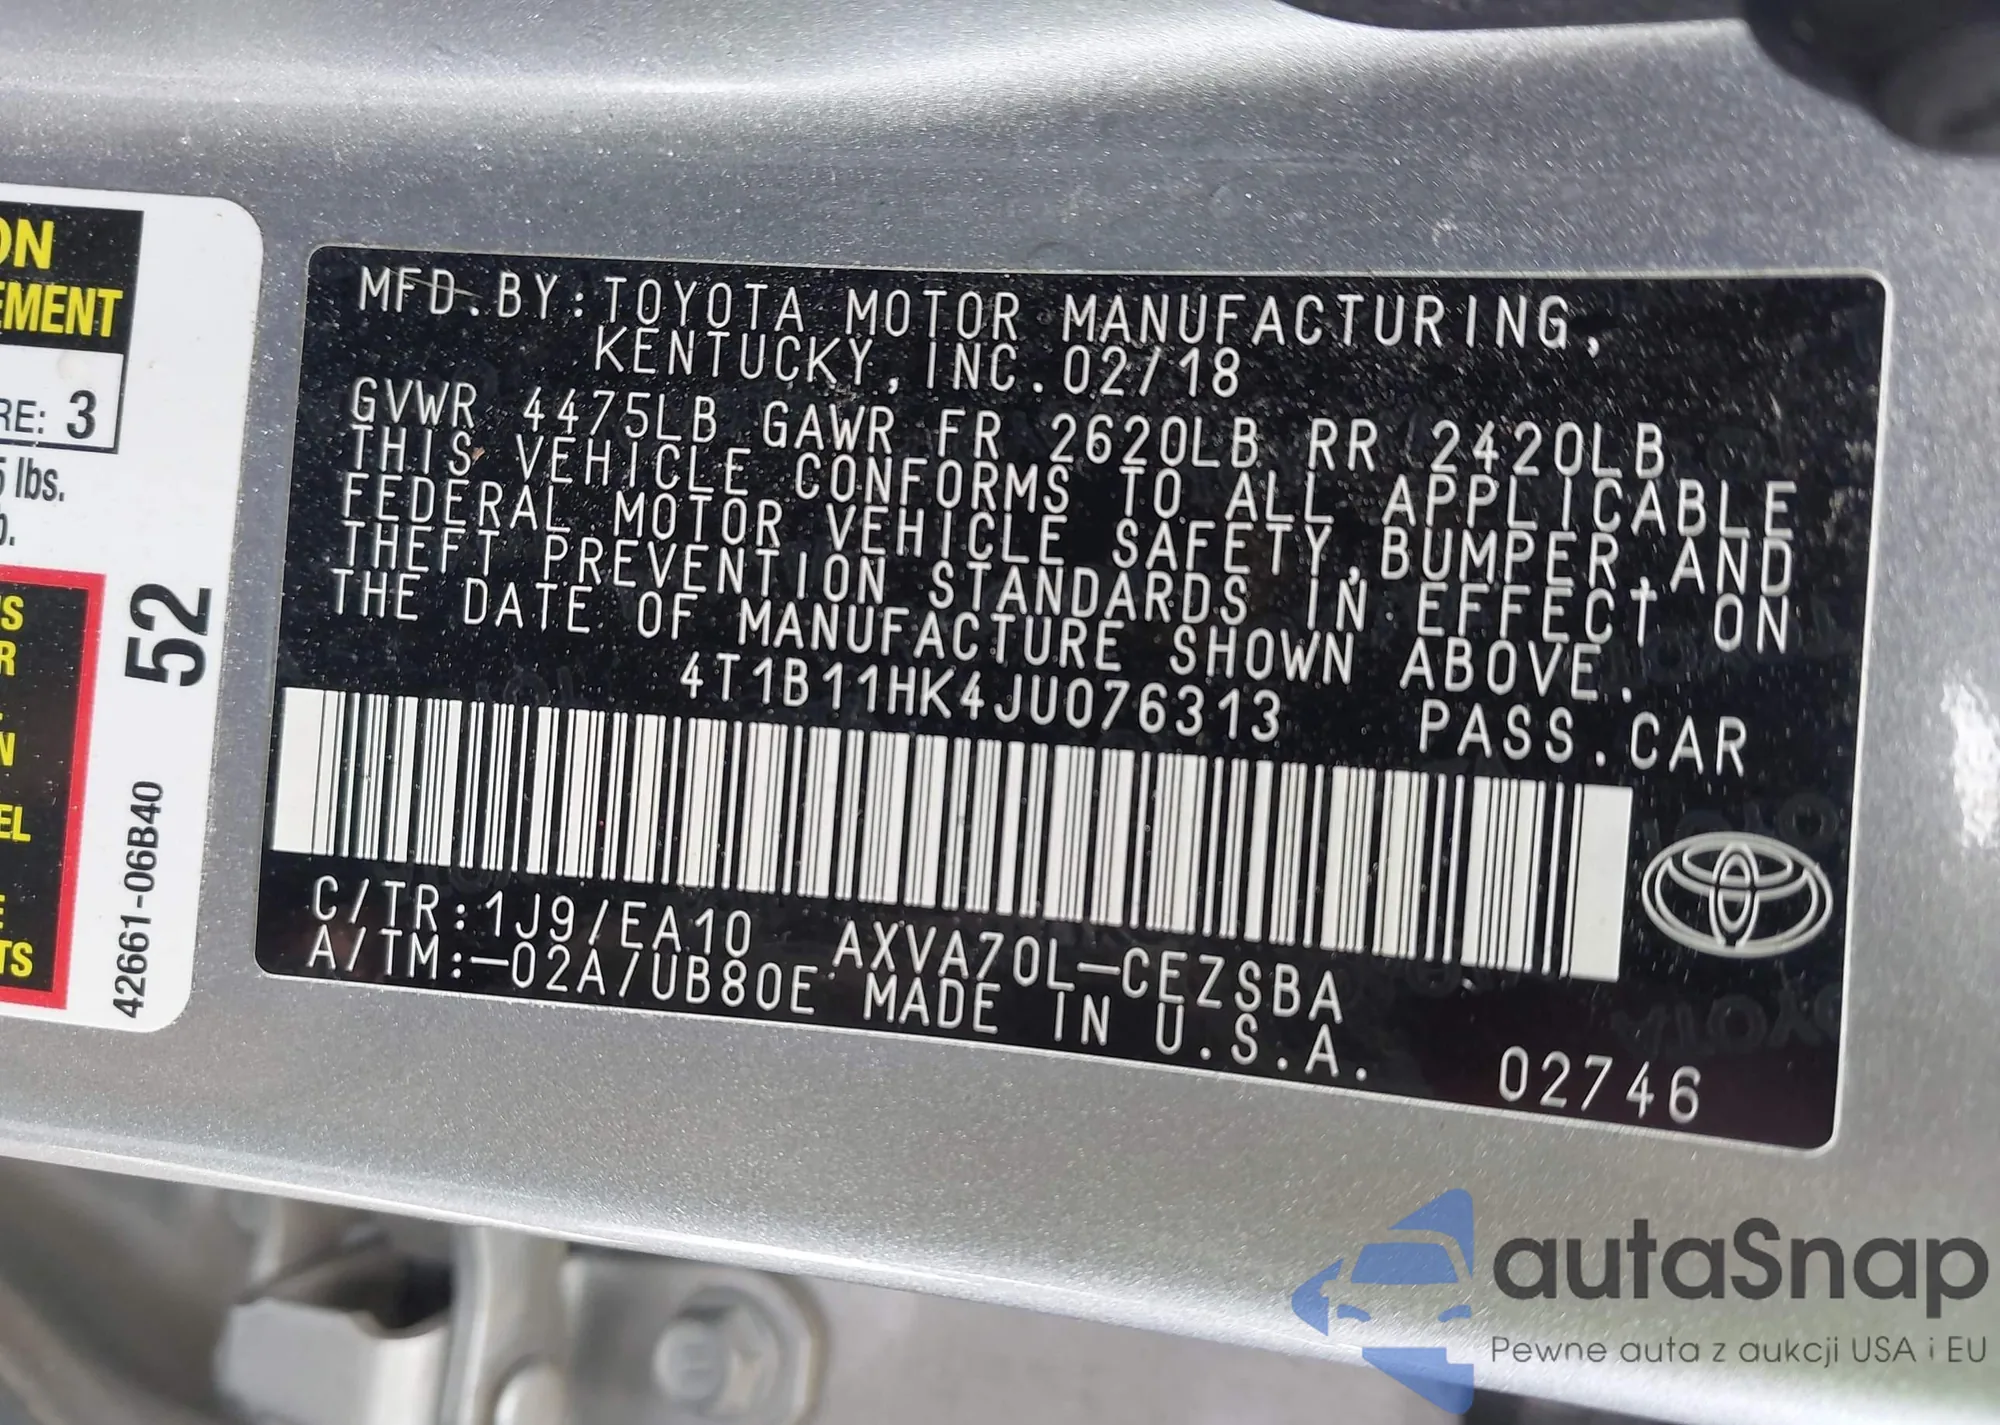 ON
EMENT
RE: 3
5 lbs.
b.
S
R
N
EL
E
TS
42661-06B40 52
MFD.BY:TOYOTA MOTOR MANUFACTURING,
KENTUCKY,INC.02/18
GVWR 4475LB GAWR FR 2620LB RR 2420LB
THIS VEHICLE CONFORMS TO ALL APPLICABLE
FEDERAL MOTOR VEHICLE SAFETY,BUMPER,AND
THEFT PREVENTION STANDARDS IN EFFECT ON
THE DATE OF MANUFACTURE SHOWN ABOVE.
4T1B11HK4JU076313 PASS.CAR
C/TR:1J9/EA10 AXVA70L-CEZSBA
A/TM:-02A/UB80E MADE IN U.S.A.
02746
autaSnap
Pewne auta z aukcji USA i EU